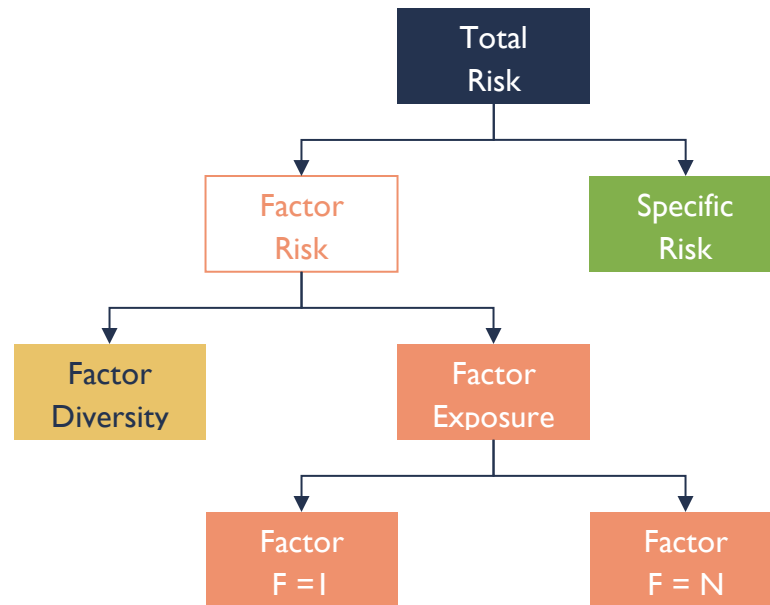 Total
Risk
Factor
Risk
Specific
Risk
Factor
Diversity
Factor
Exposure
Factor
F =1
Factor
F = N